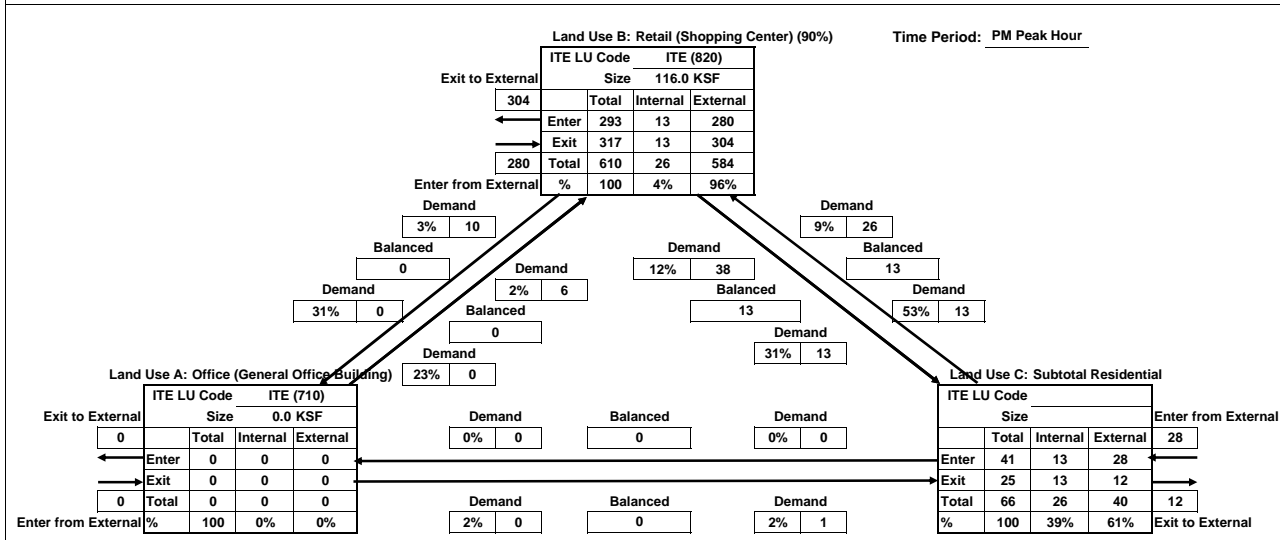 Land Use B: Retail (Shopping Center) (90%)
Time Period: PM Peak Hour
ITE LU Code ITE (820)
Exit to External Size 116.0 KSF
304 Total Internal External
Enter 293 13 280
Exit 317 13 304
280 Total 610 26 584
Enter from External % 100 4% 96%
Demand
3% 10
Balanced
0
Demand
31% 0
Demand
2% 6
Balanced
0
Demand
23% 0
Demand
12% 38
Balanced
13
Demand
31% 13
Demand
9% 26
Balanced
13
Demand
53% 13
Land Use A: Office (General Office Building)
ITE LU Code ITE (710)
Exit to External Size 0.0 KSF
0 Total Internal External
Enter 0 0 0
Exit 0 0 0
0 Total 0 0 0
Enter from External % 100 0% 0%
Demand Balanced Demand
0% 0 0 0% 0
Demand Balanced Demand
2% 0 0 2% 1
Land Use C: Subtotal Residential
ITE LU Code
Size Enter from External
Total Internal External 28
Enter 41 13 28
Exit 25 13 12
Total 66 26 40 12
% 100 39% 61% Exit to External